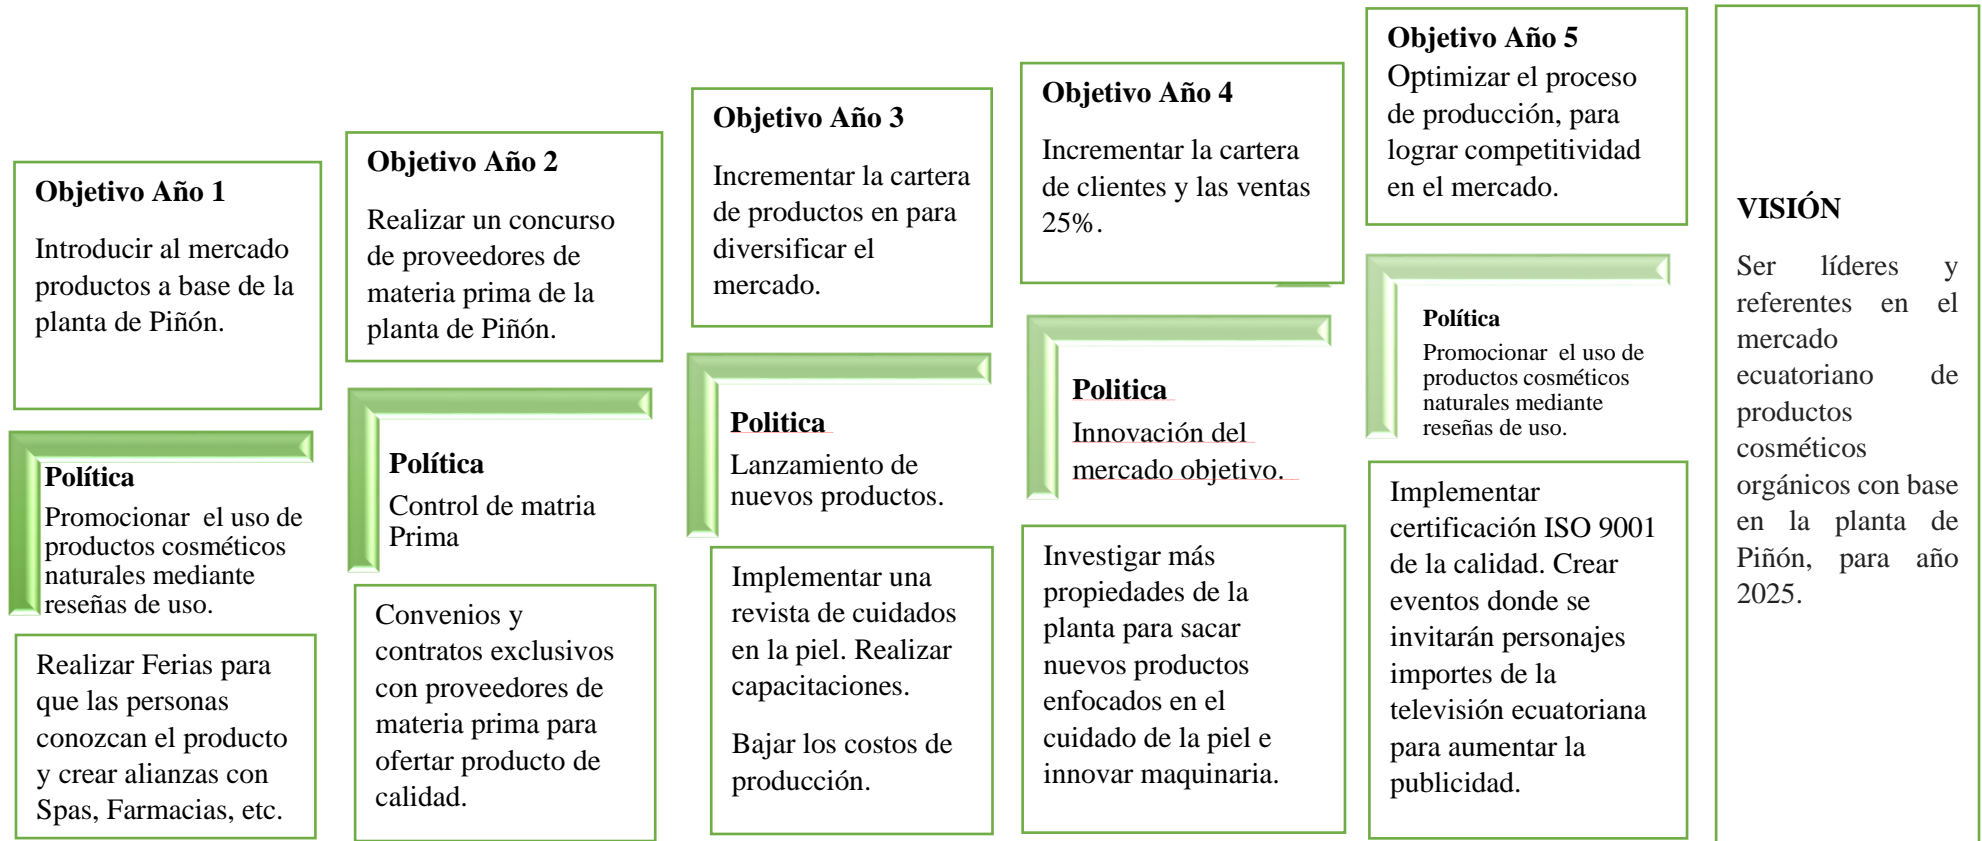 Objetivo Año 1
Introducir al mercado
productos a base de la
planta de Piñón.
Política
Promocionar  el uso de
productos cosméticos
naturales mediante
reseñas de uso.
Realizar Ferias para
que las personas
conozcan el producto
y crear alianzas con
Spas, Farmacias, etc.
Objetivo Año 2
Realizar un concurso
de proveedores de
materia prima de la
planta de Piñón.
Política
Control de matria
Prima
Convenios y
contratos exclusivos
con proveedores de
materia prima para
ofertar producto de
calidad.
Objetivo Año 3
Incrementar la cartera
de productos en para
diversificar el
mercado.
Politica
Lanzamiento de
nuevos productos.
Implementar una
revista de cuidados
en la piel. Realizar
capacitaciones.
Bajar los costos de
producción.
Objetivo Año 4
Incrementar la cartera
de clientes y las ventas
25%.
Politica
Innovación del
mercado objetivo.
Investigar más
propiedades de la
planta para sacar
nuevos productos
enfocados en el
cuidado de la piel e
innovar maquinaria.
Objetivo Año 5
Optimizar el proceso
de producción, para
lograr competitividad
en el mercado.
Política
Promocionar  el uso de
productos cosméticos
naturales mediante
reseñas de uso.
Implementar
certificación ISO 9001
de la calidad. Crear
eventos donde se
invitarán personajes
importes de la
televisión ecuatoriana
para aumentar la
publicidad.
VISIÓN
Ser líderes y
referentes en el
mercado
ecuatoriano de
productos
cosméticos
orgánicos con base
en la planta de
Piñón, para año
2025.